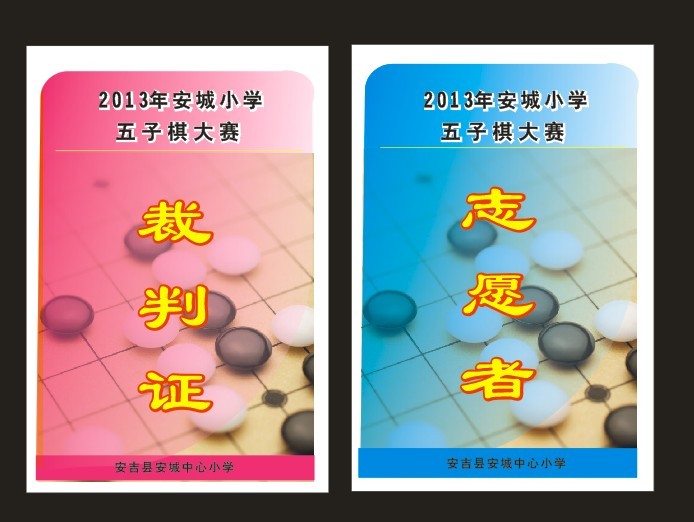 2013年安城小学
五子棋大赛
裁
判
证
安吉县安城中心小学
2013年安城小学
五子棋大赛
志
愿
者
安吉县安城中心小学